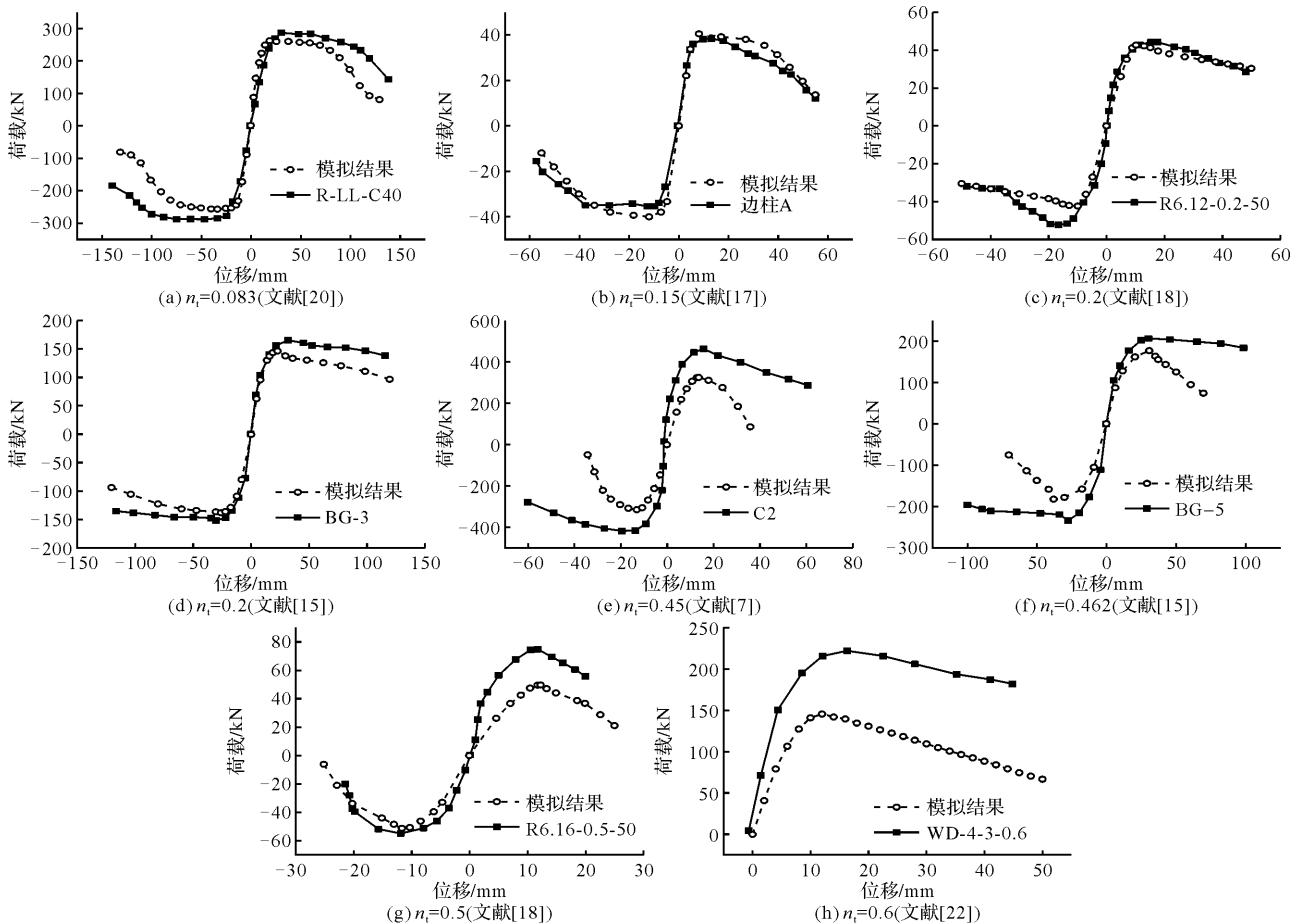 荷载/kN
300
200
100
0
−100
−200
−300
模拟结果
R-LL-C40
−150 −100 −50 0 50 100 150
位移/mm
(a) nt=0.083(文献[20])
荷载/kN
40
20
0
−20
−40
模拟结果
边柱A
−60 −40 −20 0 20 40 60
位移/mm
(b) nt=0.15(文献[17])
荷载/kN
60
40
20
0
−20
−40
−60
模拟结果
R6.12-0.2-50
−60 −40 −20 0 20 40 60
位移/mm
(c) nt=0.2(文献[18])
荷载/kN
200
150
100
50
0
−50
−100
−150
−200
模拟结果
BG-3
−150 −100 −50 0 50 100 150
位移/mm
(d) nt=0.2(文献[15])
荷载/kN
600
400
200
0
−200
−400
模拟结果
C2
−60 −40 −20 0 20 40 60 80
位移/mm
(e) nt=0.45(文献[7])
荷载/kN
200
100
0
−100
−200
−300
模拟结果
BG−5
−100 −50 0 50 100
位移/mm
(f) nt=0.462(文献[15])
荷载/kN
80
60
40
20
0
−20
−40
−60
模拟结果
R6.16-0.5-50
−30 −20 −10 0 10 20 30
位移/mm
(g) nt=0.5(文献[18])
荷载/kN
250
200
150
100
50
0
模拟结果
WD-4-3-0.6
0 10 20 30 40 50
位移/mm
(h) nt=0.6(文献[22])